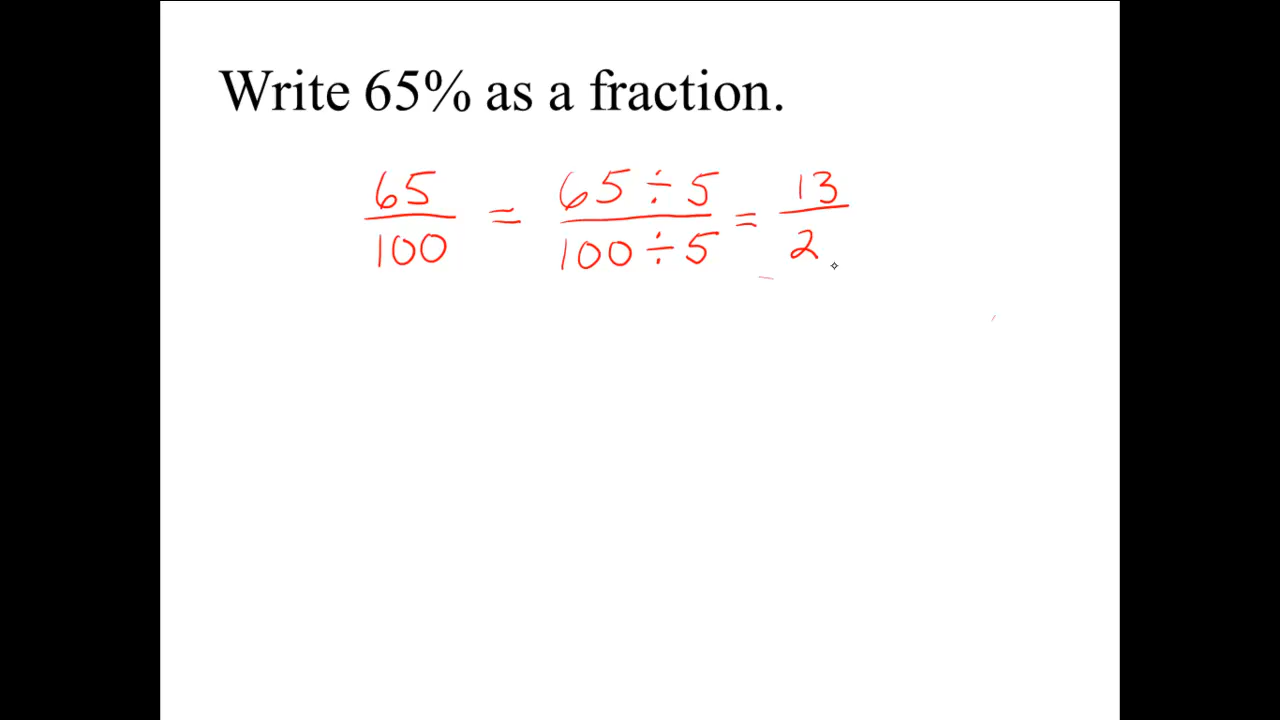 Write 65% as a fraction.
65/100 = 65 ÷ 5/100 ÷ 5 = 13/2